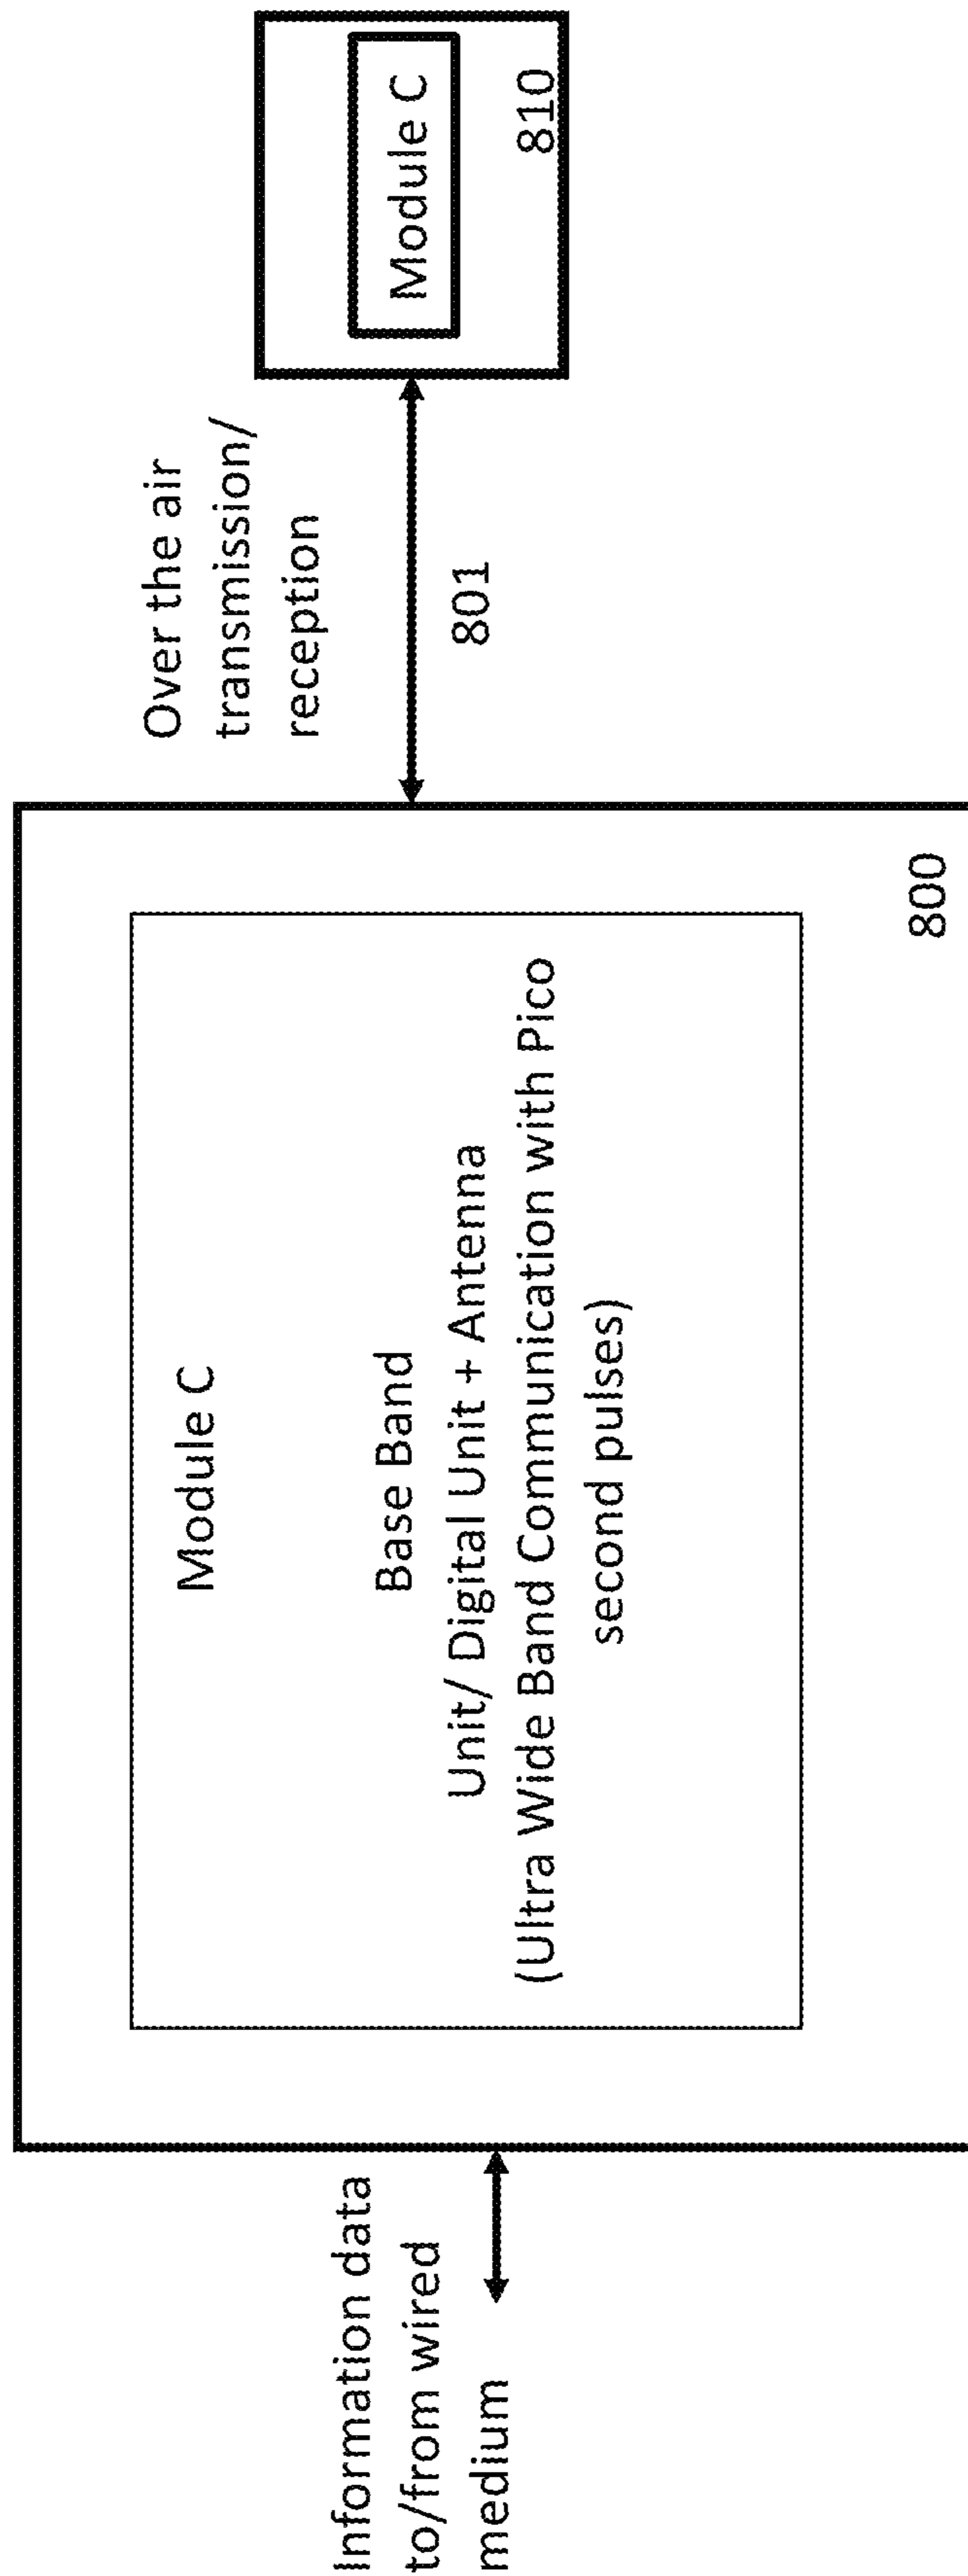 Information data
to/from wired
medium
Module C
Base Band
Unit/ Digital Unit + Antenna
(Ultra Wide Band Communication with Pico
second pulses)
800
Over the air
transmission/
reception
801
Module C
810